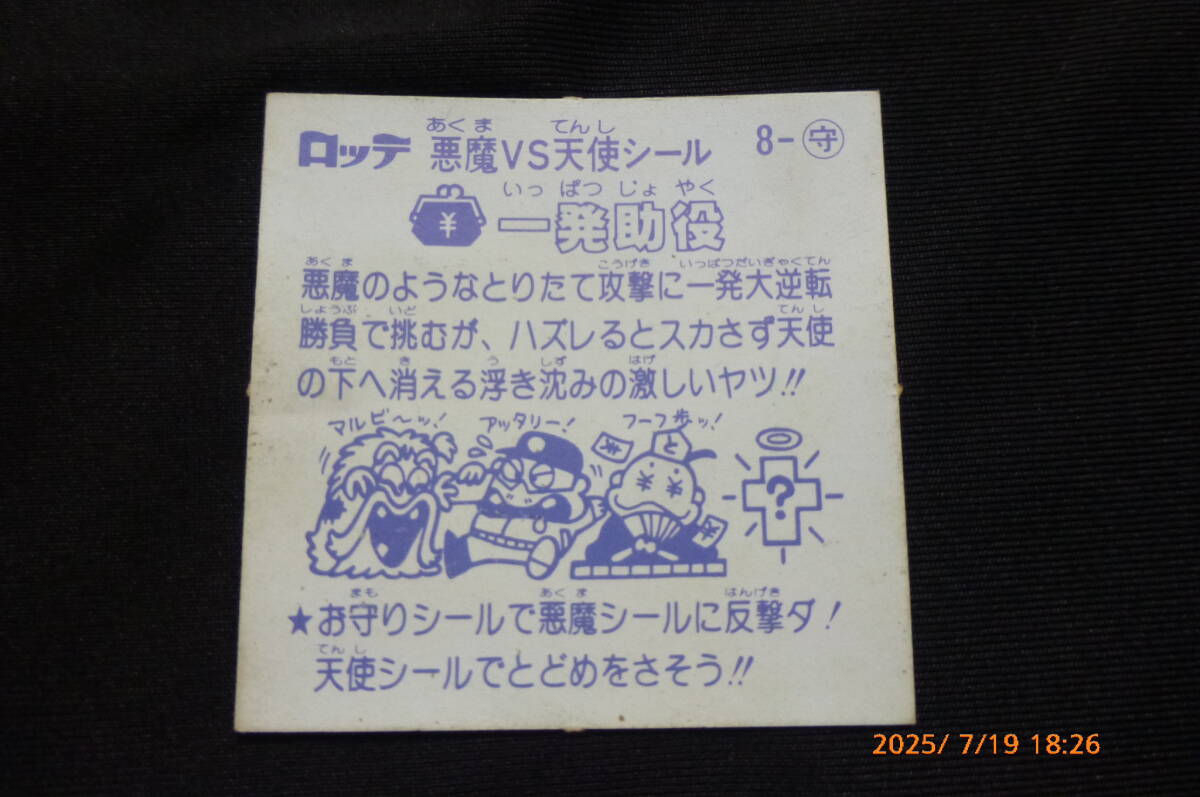 ロッテ 悪魔VS天使シール 8-守
あくま てんし
¥ 一発助役
いっぱつじょやく
悪魔のようなとりたて攻撃に一発大逆転
あくま こうげき いっぱつだいぎゃくてん
勝負で挑むが、ハズレるとスカさず天使
しょうぶ いど てんし
の下へ消える浮き沈みの激しいヤツ!!
もと き う しず はげ
マルビ〜ッ! アッタリー! フーフ歩ッ!
?
★お守りシールで悪魔シールに反撃ダ!
まも あくま はんげき
天使シールでとどめをさそう!!
てんし
2025/ 7/19 18:26